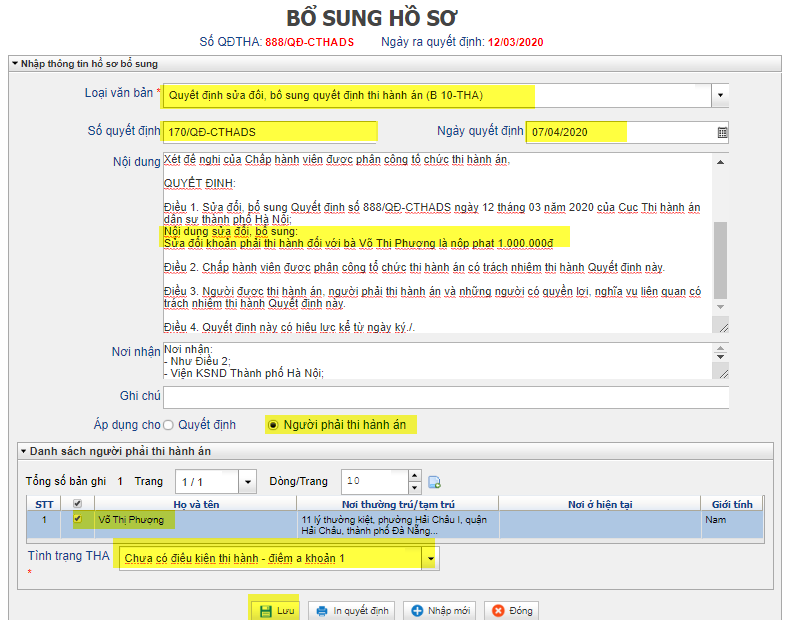 BỔ SUNG HỒ SƠ
Số QĐTHA: 888/QĐ-CTHADS Ngày ra quyết định: 12/03/2020
Nhập thông tin hồ sơ bổ sung
Loại văn bản * Quyết định sửa đổi, bổ sung quyết định thi hành án (B 10-THA)
Số quyết định 170/QĐ-CTHADS Ngày quyết định 07/04/2020
Nội dung Xét đề nghị của Chấp hành viên được phân công tổ chức thi hành án,
QUYẾT ĐỊNH:
Điều 1. Sửa đổi, bổ sung Quyết định số 888/QĐ-CTHADS ngày 12 tháng 03 năm 2020 của Cục Thi hành án
dân sự thành phố Hà Nội;
Nội dung sửa đổi, bổ sung:
Sửa đổi khoản phải thi hành đối với bà Võ Thị Phượng là nộp phạt 1.000.000đ
Điều 2. Chấp hành viên được phân công tổ chức thi hành án có trách nhiệm thi hành Quyết định này.
Điều 3. Người được thi hành án, người phải thi hành án và những người có quyền lợi, nghĩa vụ liên quan có
trách nhiệm thi hành Quyết định này.
Điều 4. Quyết định này có hiệu lực kể từ ngày ký./.
Nơi nhận Nơi nhận:
- Như Điều 2;
- Viện KSND Thành phố Hà Nội;
Ghi chú
Áp dụng cho Quyết định Người phải thi hành án
Danh sách người phải thi hành án
Tổng số bản ghi 1 Trang 1 / 1 Dòng/Trang 10
STT Họ và tên Nơi thường trú/tạm trú Nơi ở hiện tại Giới tính
1 Võ Thị Phượng 11 lý thường kiệt, phường Hải Châu I, quận Nam
Hải Châu, thành phố Đà Nẵng...
Tình trạng THA Chưa có điều kiện thi hành - điểm a khoản 1
*
Lưu In quyết định Nhập mới Đóng